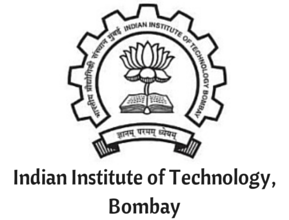 भारतीय प्रौद्योगिकी संस्थान मुंबई
INDIAN INSTITUTE OF TECHNOLOGY BOMBAY
ज्ञानम् परमम् ध्येयम्
Indian Institute of Technology,
Bombay